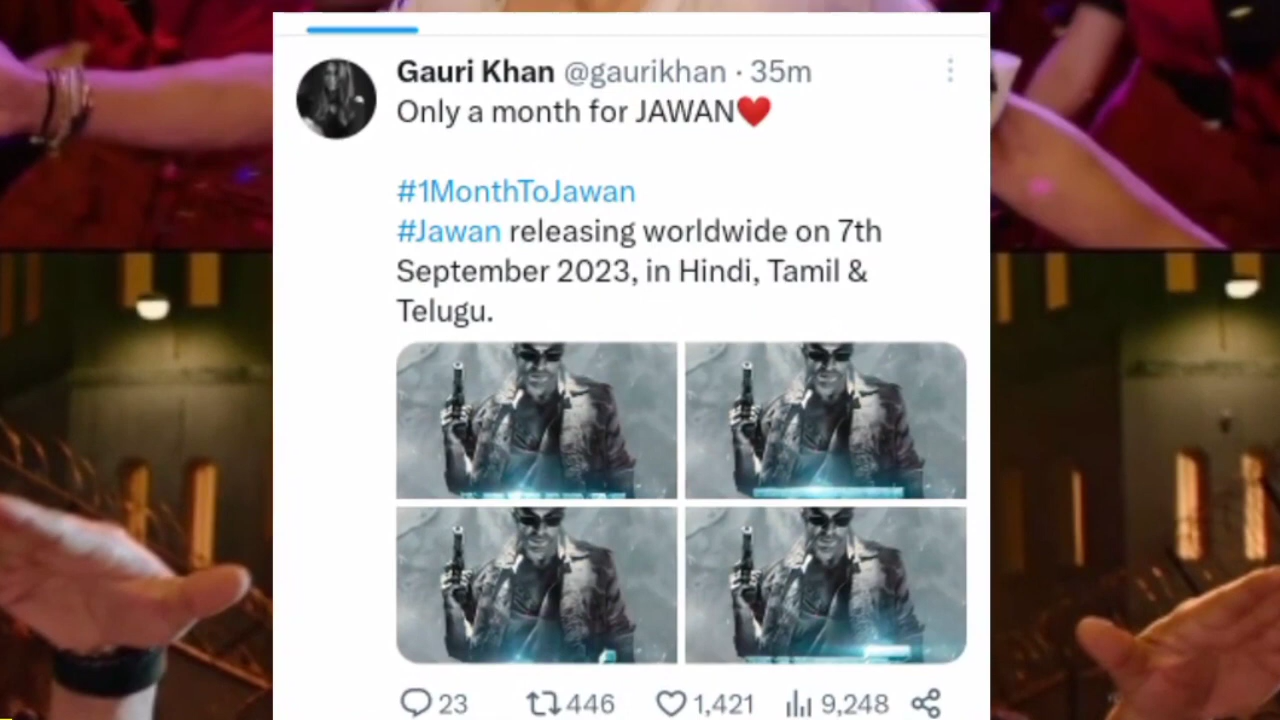 Gauri Khan @gaurikhan · 35m
Only a month for JAWAN❤️
#1MonthToJawan
#Jawan releasing worldwide on 7th
September 2023, in Hindi, Tamil &
Telugu.
23 446 1,421 9,248